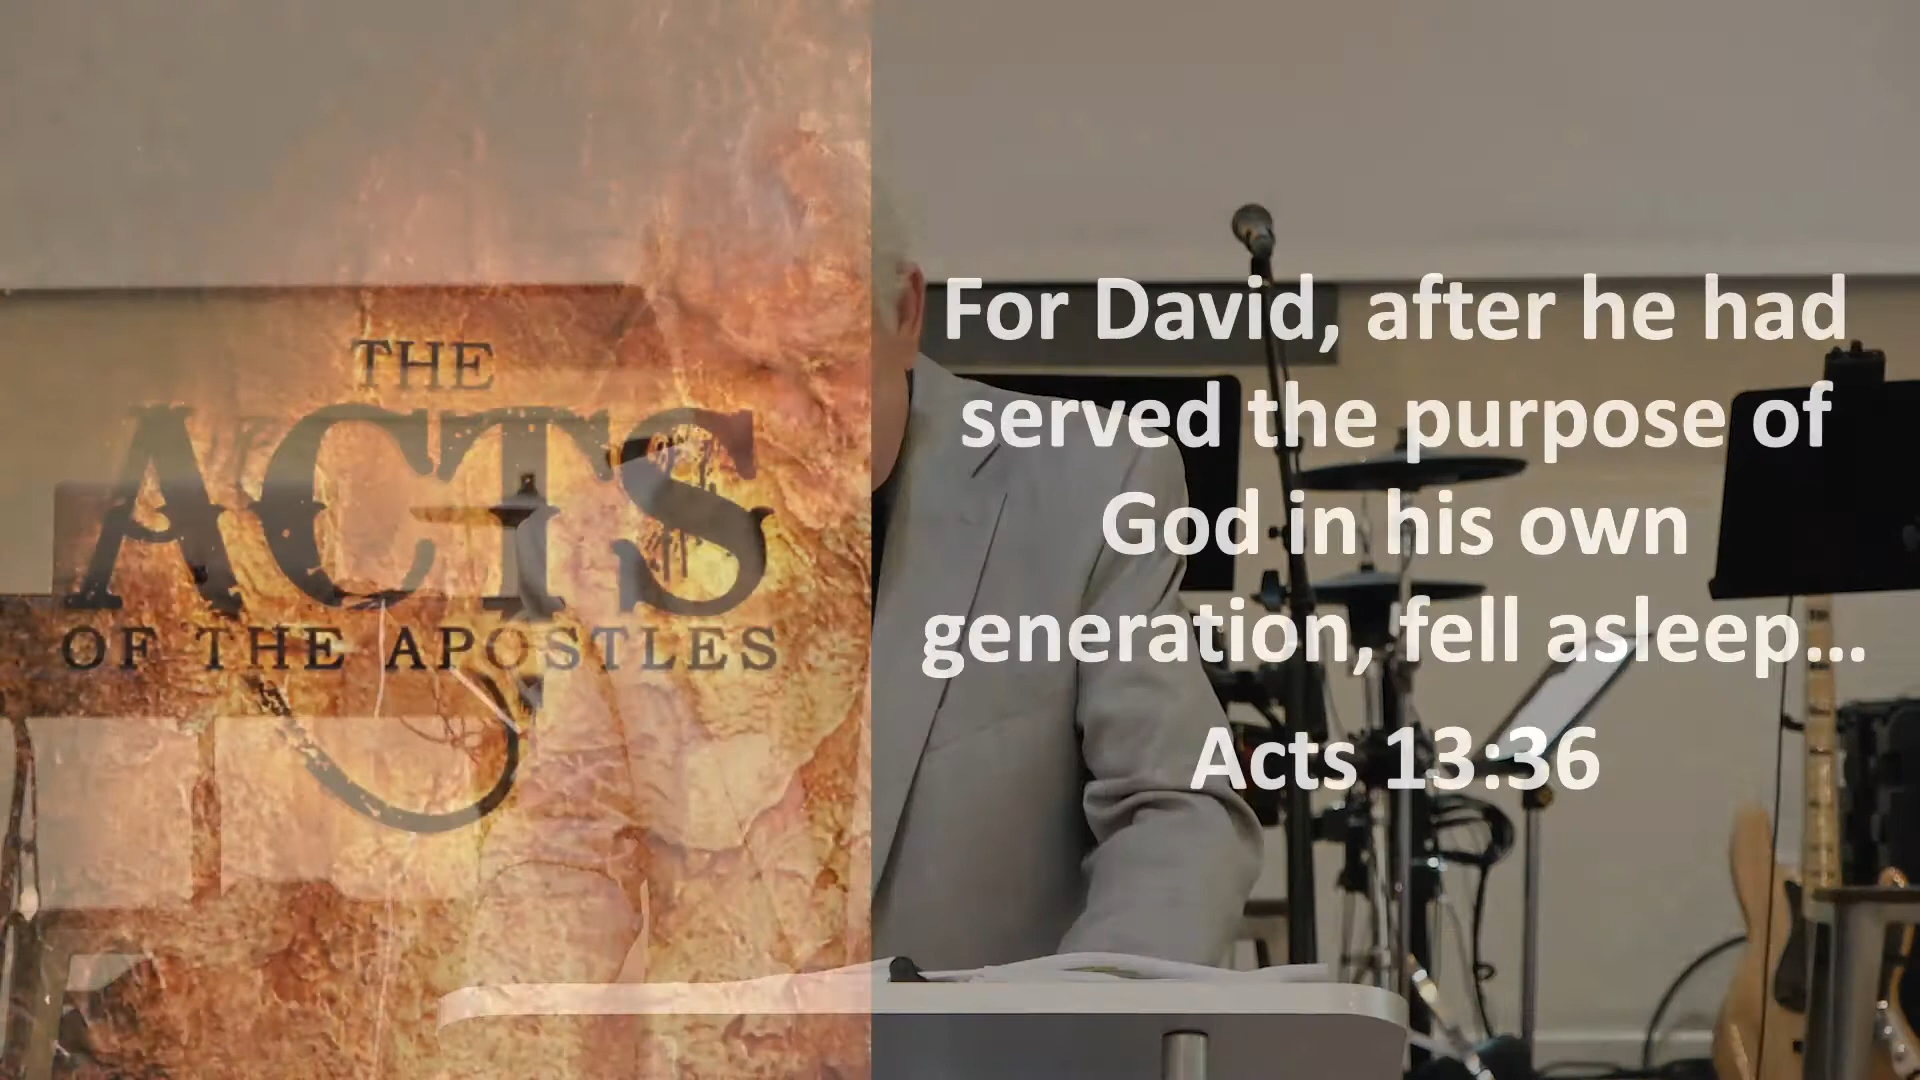 THE
ACTS
OF THE APOSTLES
For David, after he had
served the purpose of
God in his own
generation, fell asleep...
Acts 13:36